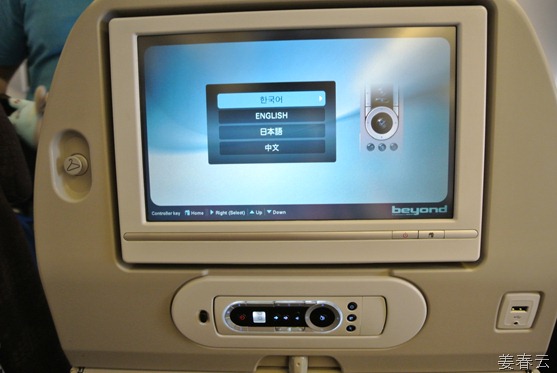 한국어
ENGLISH
日本語
中文
Controller key Home Right (Select) Up Down
beyond
姜春云